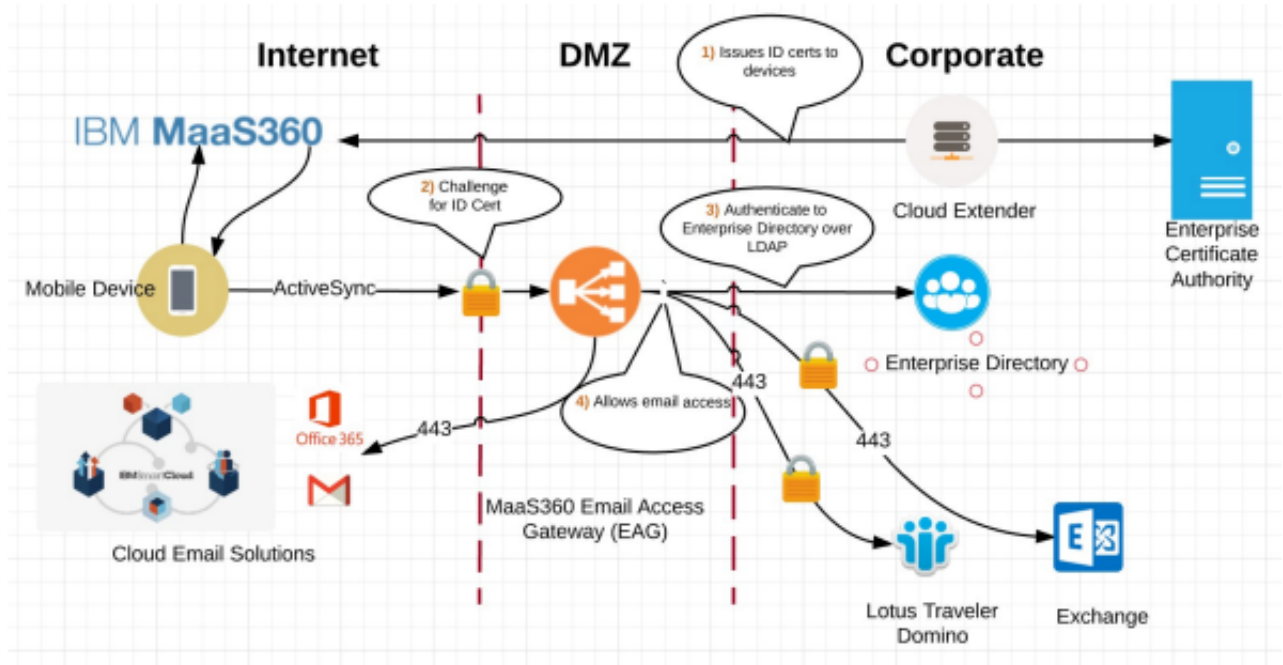 Internet
DMZ
Corporate
1) Issues ID certs to
devices
IBM MaaS360
2) Challenge
for ID Cert
3) Authenticate to
Enterprise Directory over
LDAP
Cloud Extender
Enterprise
Certificate
Authority
Mobile Device
ActiveSync
Enterprise Directory
443
4) Allows email access
443
443
Office 365
IBMSmartCloud
MaaS360 Email Access
Gateway (EAG)
Cloud Email Solutions
E
Lotus Traveler
Domino
Exchange